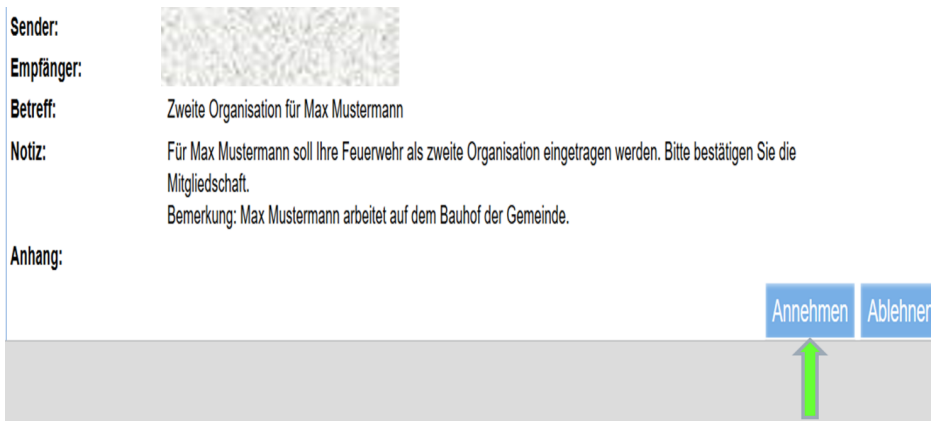 Sender:
Empfänger:
Betreff: Zweite Organisation für Max Mustermann
Notiz: Für Max Mustermann soll Ihre Feuerwehr als zweite Organisation eingetragen werden. Bitte bestätigen Sie die
Mitgliedschaft.
Bemerkung: Max Mustermann arbeitet auf dem Bauhof der Gemeinde.
Anhang:
Annehmen Ablehner